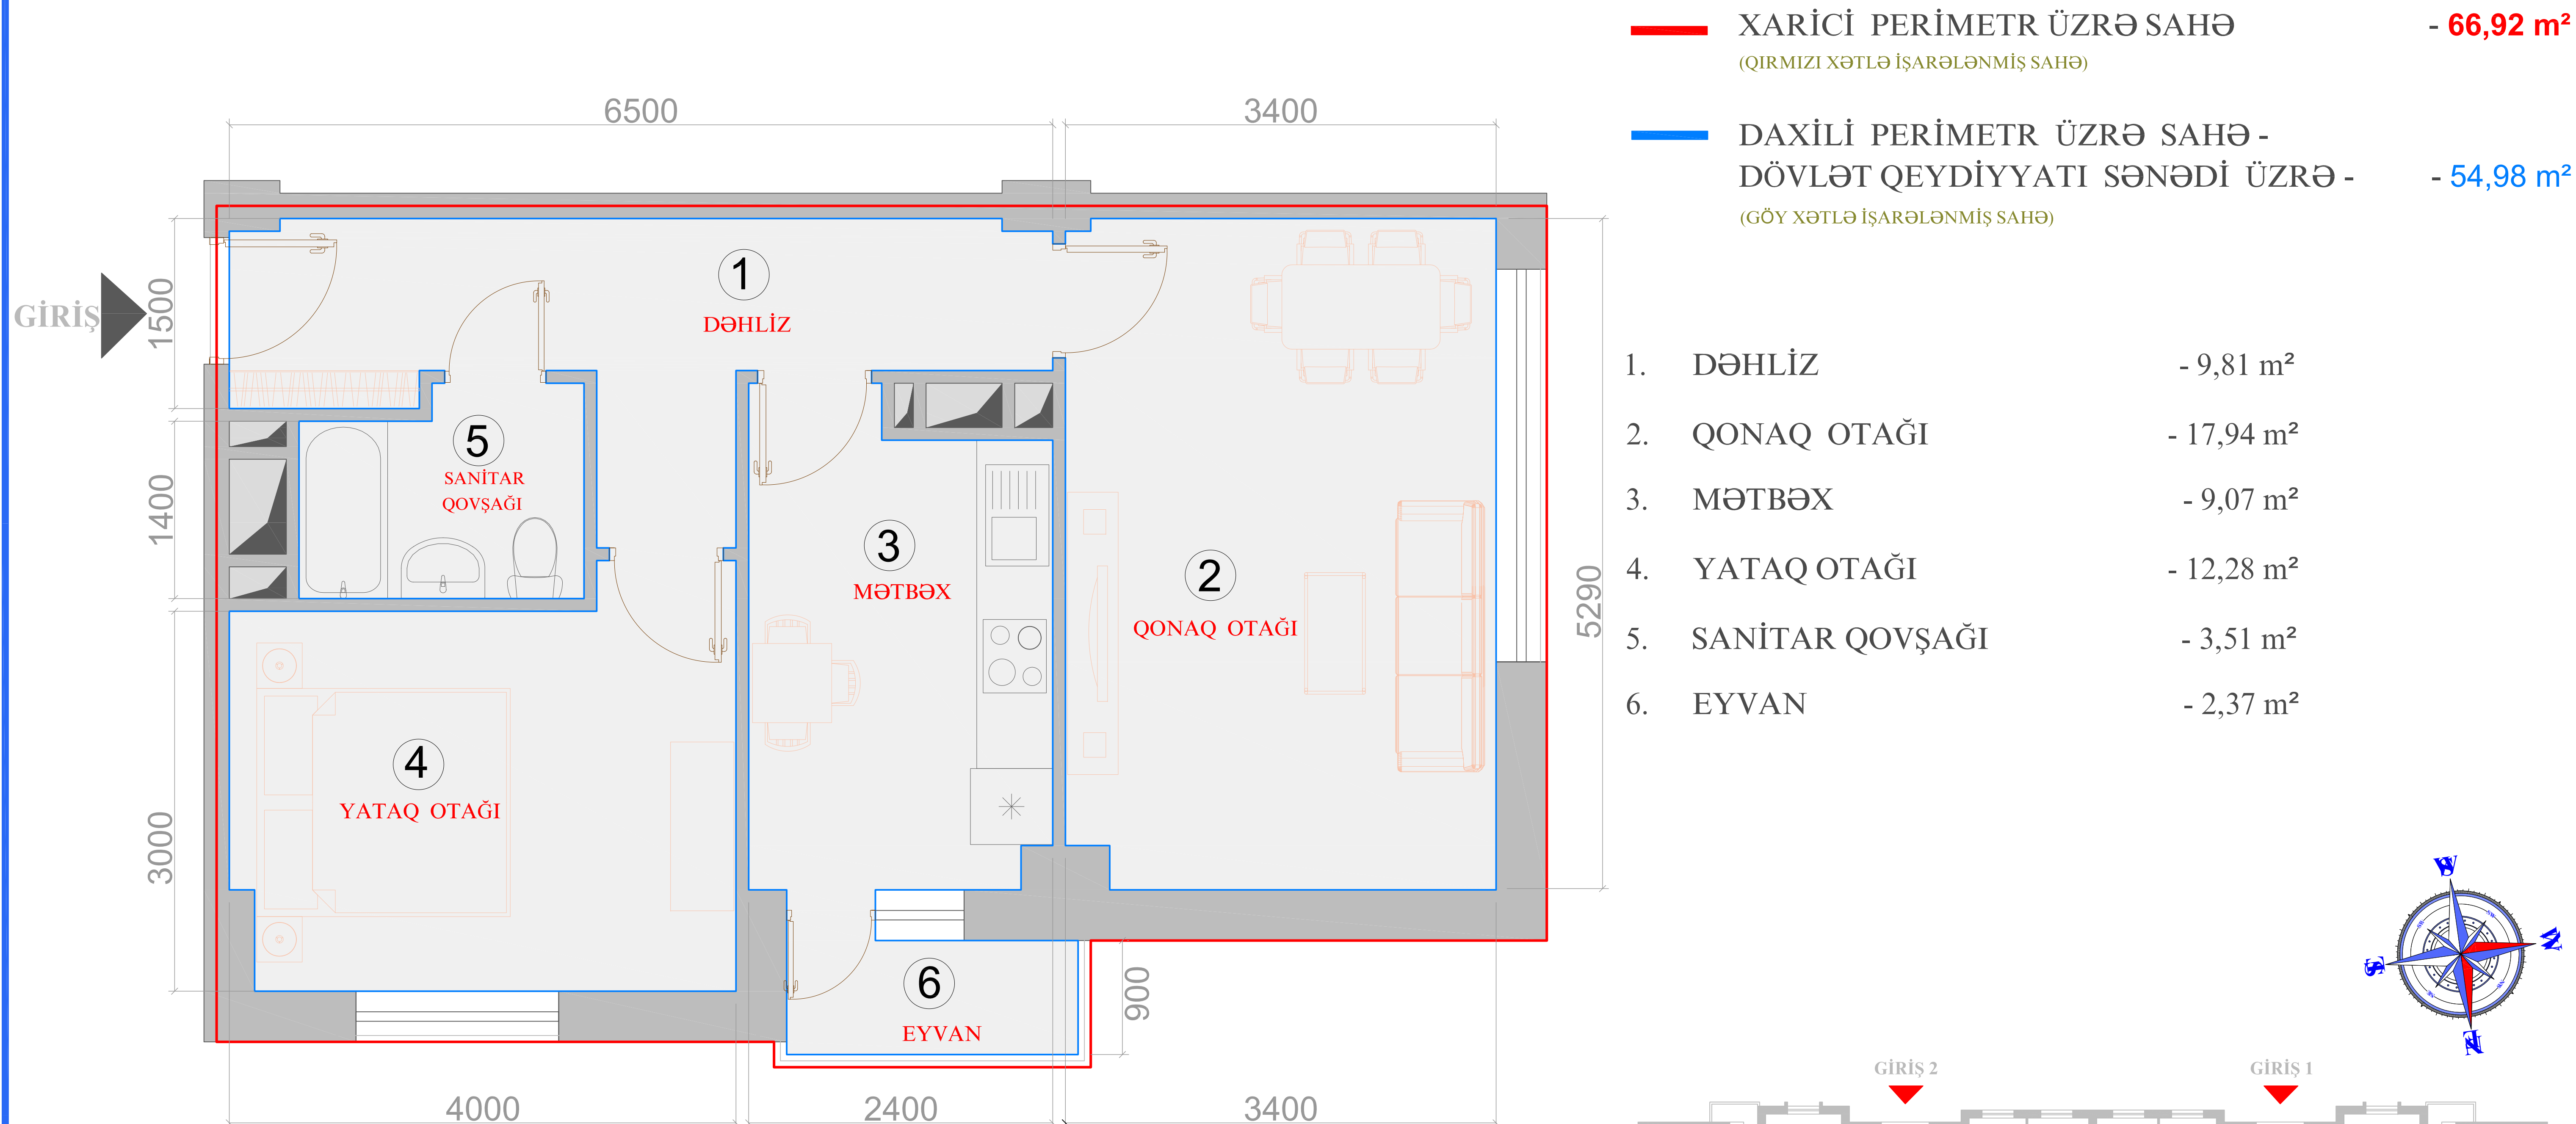 XARİCİ PERİMETR ÜZRƏ SAHƏ - 66,92 m²
(QIRMIZI XƏTLƏ İŞARƏLƏNMİŞ SAHƏ)
DAXİLİ PERİMETR ÜZRƏ SAHƏ -
DÖVLƏT QEYDİYYATI SƏNƏDİ ÜZRƏ - - 54,98 m²
(GÖY XƏTLƏ İŞARƏLƏNMİŞ SAHƏ)
6500
3400
GİRİŞ
1500
1400
3000
5290
900
1
DƏHLİZ
5
SANİTAR
QOVŞAĞI
3
MƏTBƏX
2
QONAQ OTAĞI
4
YATAQ OTAĞI
6
EYVAN
4000
2400
3400
1. DƏHLİZ - 9,81 m²
2. QONAQ OTAĞI - 17,94 m²
3. MƏTBƏX - 9,07 m²
4. YATAQ OTAĞI - 12,28 m²
5. SANİTAR QOVŞAĞI - 3,51 m²
6. EYVAN - 2,37 m²
GİRİŞ 2
GİRİŞ 1